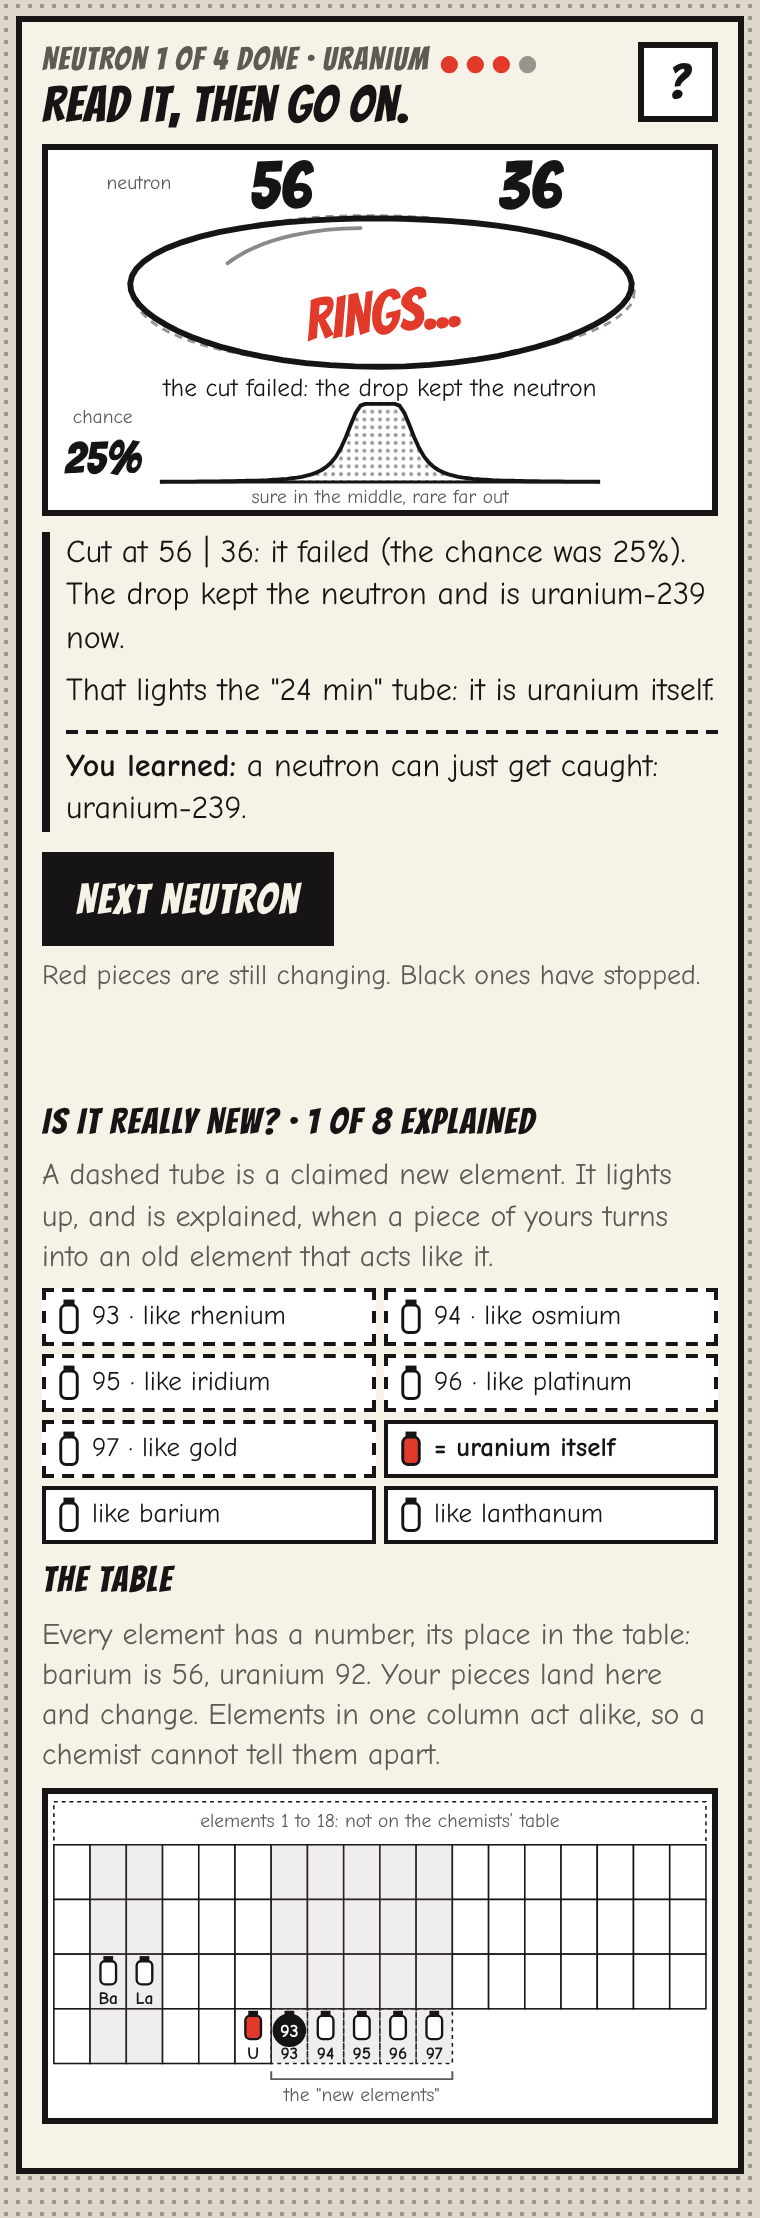 NEUTRON 1 OF 4 DONE · URANIUM
READ IT, THEN GO ON.
?
neutron
56
36
RINGS...
the cut failed: the drop kept the neutron
chance
25%
sure in the middle, rare far out
Cut at 56 | 36: it failed (the chance was 25%).
The drop kept the neutron and is uranium-239
now.
That lights the "24 min" tube: it is uranium itself.
You learned: a neutron can just get caught:
uranium-239.
NEXT NEUTRON
Red pieces are still changing. Black ones have stopped.
IS IT REALLY NEW? · 1 OF 8 EXPLAINED
A dashed tube is a claimed new element. It lights
up, and is explained, when a piece of yours turns
into an old element that acts like it.
93 · like rhenium
94 · like osmium
95 · like iridium
96 · like platinum
97 · like gold
= uranium itself
like barium
like lanthanum
THE TABLE
Every element has a number, its place in the table:
barium is 56, uranium 92. Your pieces land here
and change. Elements in one column act alike, so a
chemist cannot tell them apart.
elements 1 to 18: not on the chemists' table
Ba
La
93
U
93
94
95
96
97
the "new elements"